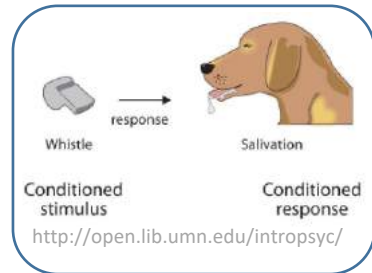 response
Whistle Salivation
Conditioned Conditioned
stimulus response
http://open.lib.umn.edu/intropsyc/